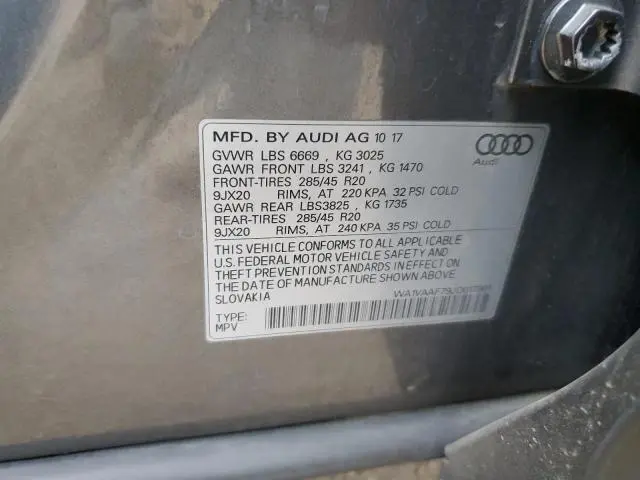 MFD. BY AUDI AG 10 17
GVWR LBS 6669 , KG 3025
GAWR FRONT LBS 3241 , KG 1470
FRONT-TIRES 285/45 R20
9JX20 RIMS, AT 220 KPA 32 PSI COLD
GAWR REAR LBS3825 , KG 1735
REAR-TIRES 285/45 R20
9JX20 RIMS, AT 240 KPA 35 PSI COLD
THIS VEHICLE CONFORMS TO ALL APPLICABLE
U.S. FEDERAL MOTOR VEHICLE SAFETY AND
THEFT PREVENTION STANDARDS IN EFFECT ABOVE
THE DATE OF MANUFACTURE SHOWN ABOVE.
SLOVAKIA
TYPE:
MPV
Audi